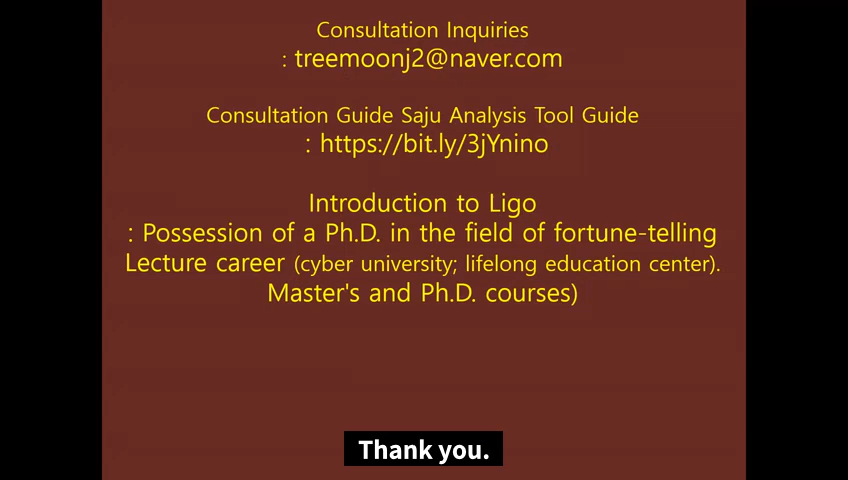 Consultation Inquiries
: treemoonj2@naver.com
Consultation Guide Saju Analysis Tool Guide
: https://bit.ly/3jYnino
Introduction to Ligo
: Possession of a Ph.D. in the field of fortune-telling
Lecture career (cyber university; lifelong education center).
Master's and Ph.D. courses)
Thank you.